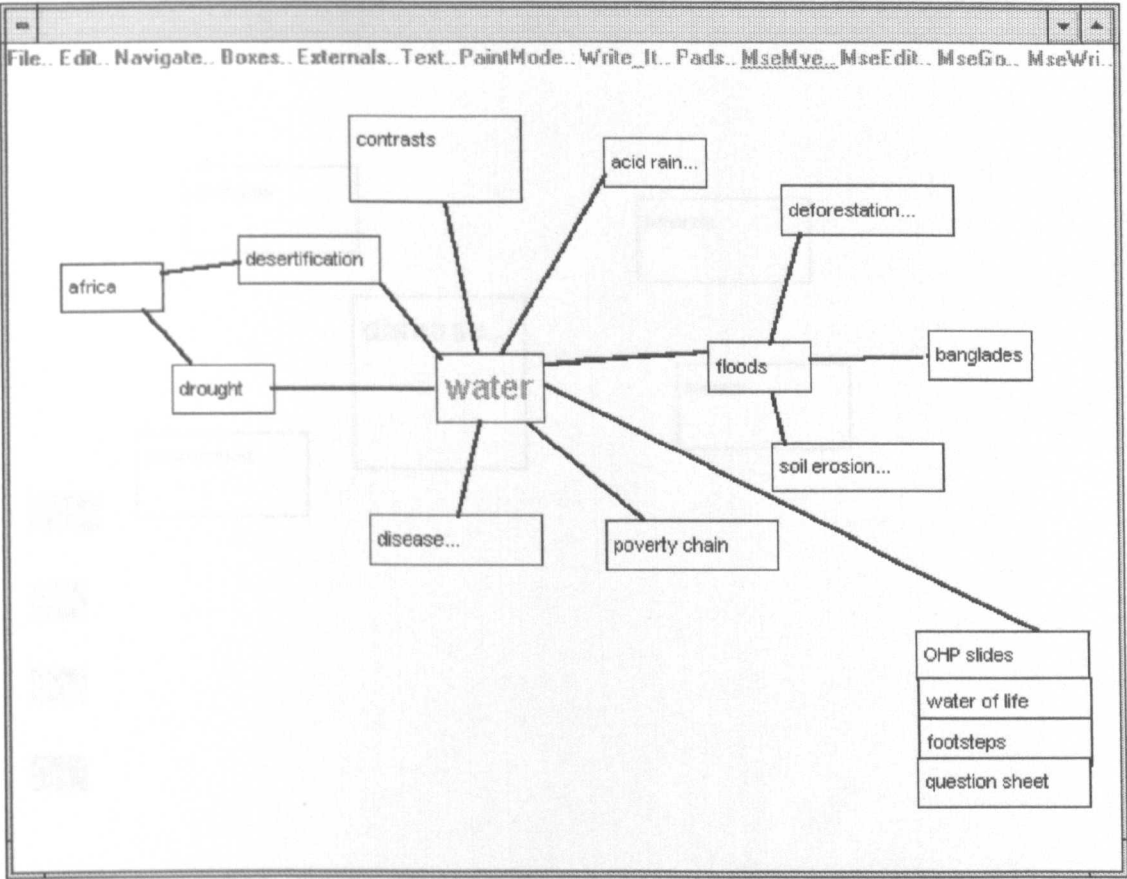 File.. Edit.. Navigate.. Boxes.. Externals.. Text.. PaintMode.. Write_It.. Pads.. MseMve... MseEdit.. MseGo... MseWri..
contrasts
acid rain...
deforestation...
desertification
africa
banglades
floods
drought
water
soil erosion...
disease...
poverty chain
OHP slides
water of life
footsteps
question sheet